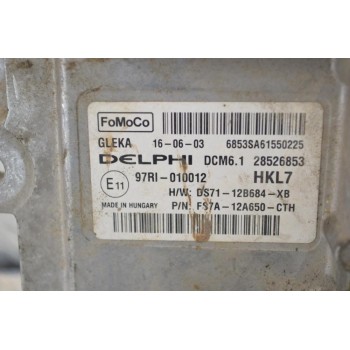 FoMoCo
GLEKA 16-06-03 6853SA61550225
DELPHI DCM6.1 28526853
E11 97RI-010012 HKL7
H/W: DS71-12B684-XB
MADE IN HUNGARY P/N: FS7A-12A650-CTH